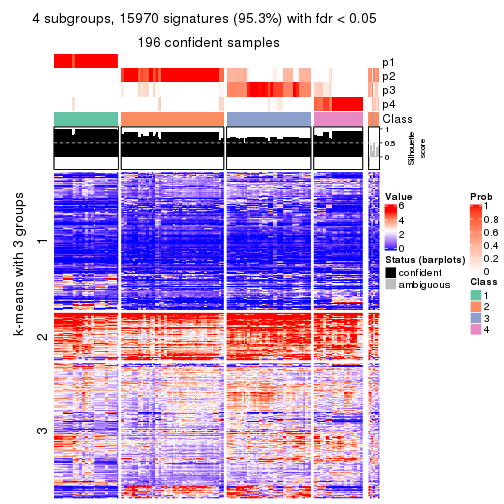 4 subgroups, 15970 signatures (95.3%) with fdr < 0.05
196 confident samples
p1
p2
p3
p4
Class
1
0.5
0
Silhouette
score
k-means with 3 groups
1
2
3
Value
6
4
2
0
Status (barplots)
confident
ambiguous
Prob
1
0.8
0.6
0.4
0.2
0
Class
1
2
3
4